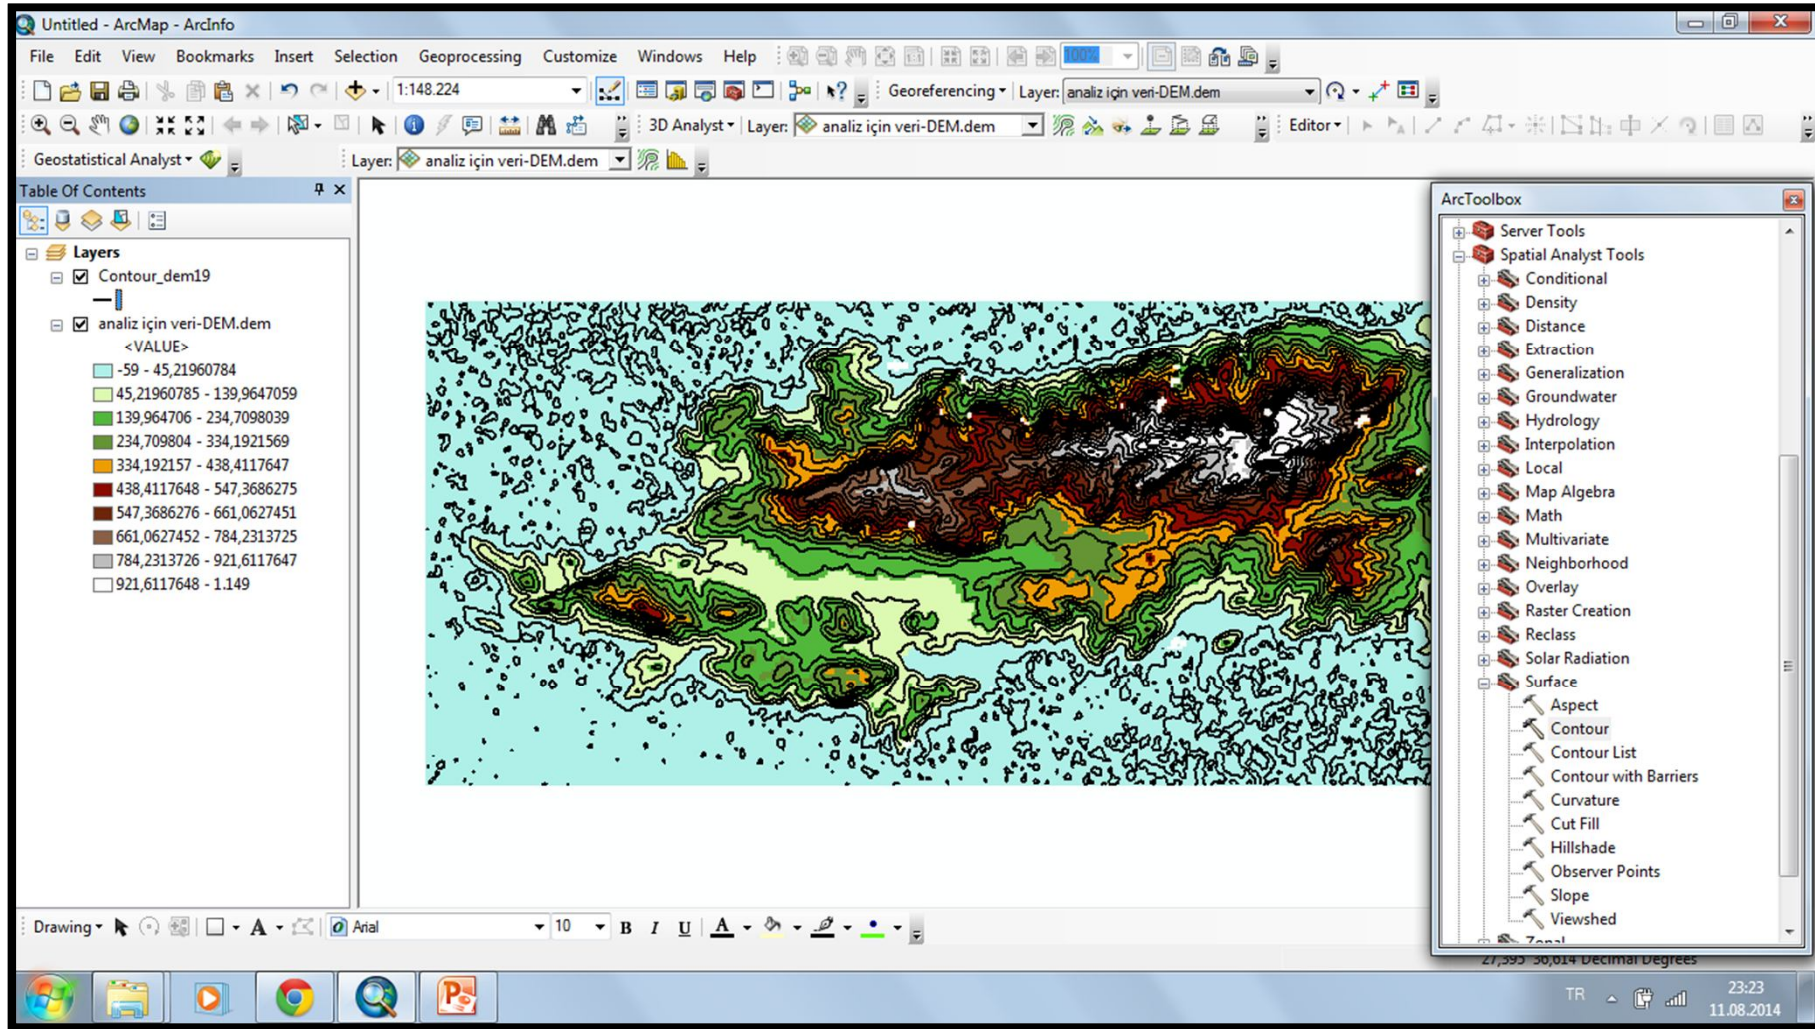 Untitled - ArcMap - ArcInfo
File Edit View Bookmarks Insert Selection Geoprocessing Customize Windows Help 100%
1:148.224 Georeferencing Layer: analiz için veri-DEM.dem
3D Analyst Layer: analiz için veri-DEM.dem Editor
Geostatistical Analyst Layer: analiz için veri-DEM.dem
Table Of Contents
Layers
Contour_dem19
analiz için veri-DEM.dem
<VALUE>
-59 - 45,21960784
45,21960785 - 139,9647059
139,964706 - 234,7098039
234,709804 - 334,1921569
334,192157 - 438,4117647
438,4117648 - 547,3686275
547,3686276 - 661,0627451
661,0627452 - 784,2313725
784,2313726 - 921,6117647
921,6117648 - 1.149
ArcToolbox
Server Tools
Spatial Analyst Tools
Conditional
Density
Distance
Extraction
Generalization
Groundwater
Hydrology
Interpolation
Local
Map Algebra
Math
Multivariate
Neighborhood
Overlay
Raster Creation
Reclass
Solar Radiation
Surface
Aspect
Contour
Contour List
Contour with Barriers
Curvature
Cut Fill
Hillshade
Observer Points
Slope
Viewshed
Zonal
Drawing A Arial 10 B I U A
27,395 36,614 Decimal Degrees
TR 23:23
11.08.2014